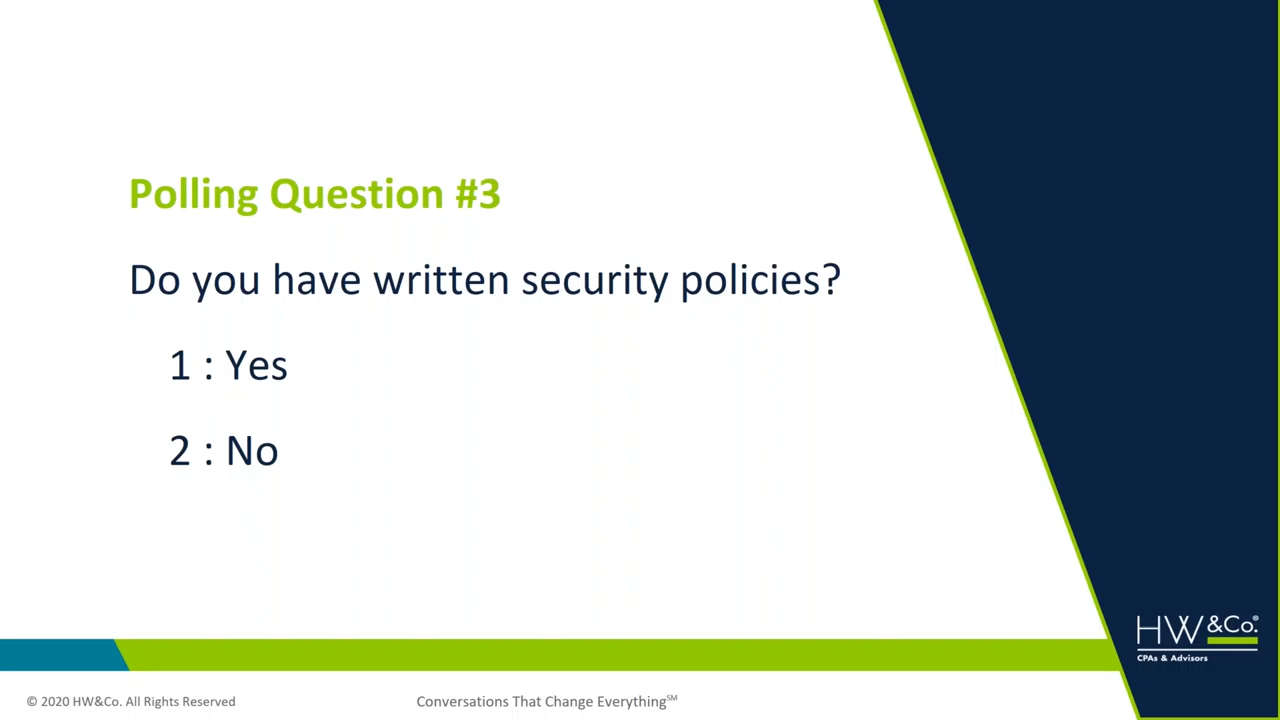 Polling Question #3
Do you have written security policies?
1 : Yes
2 : No
HW &Co.®
CPAs & Advisors
© 2020 HW&Co. All Rights Reserved
Conversations That Change Everything℠